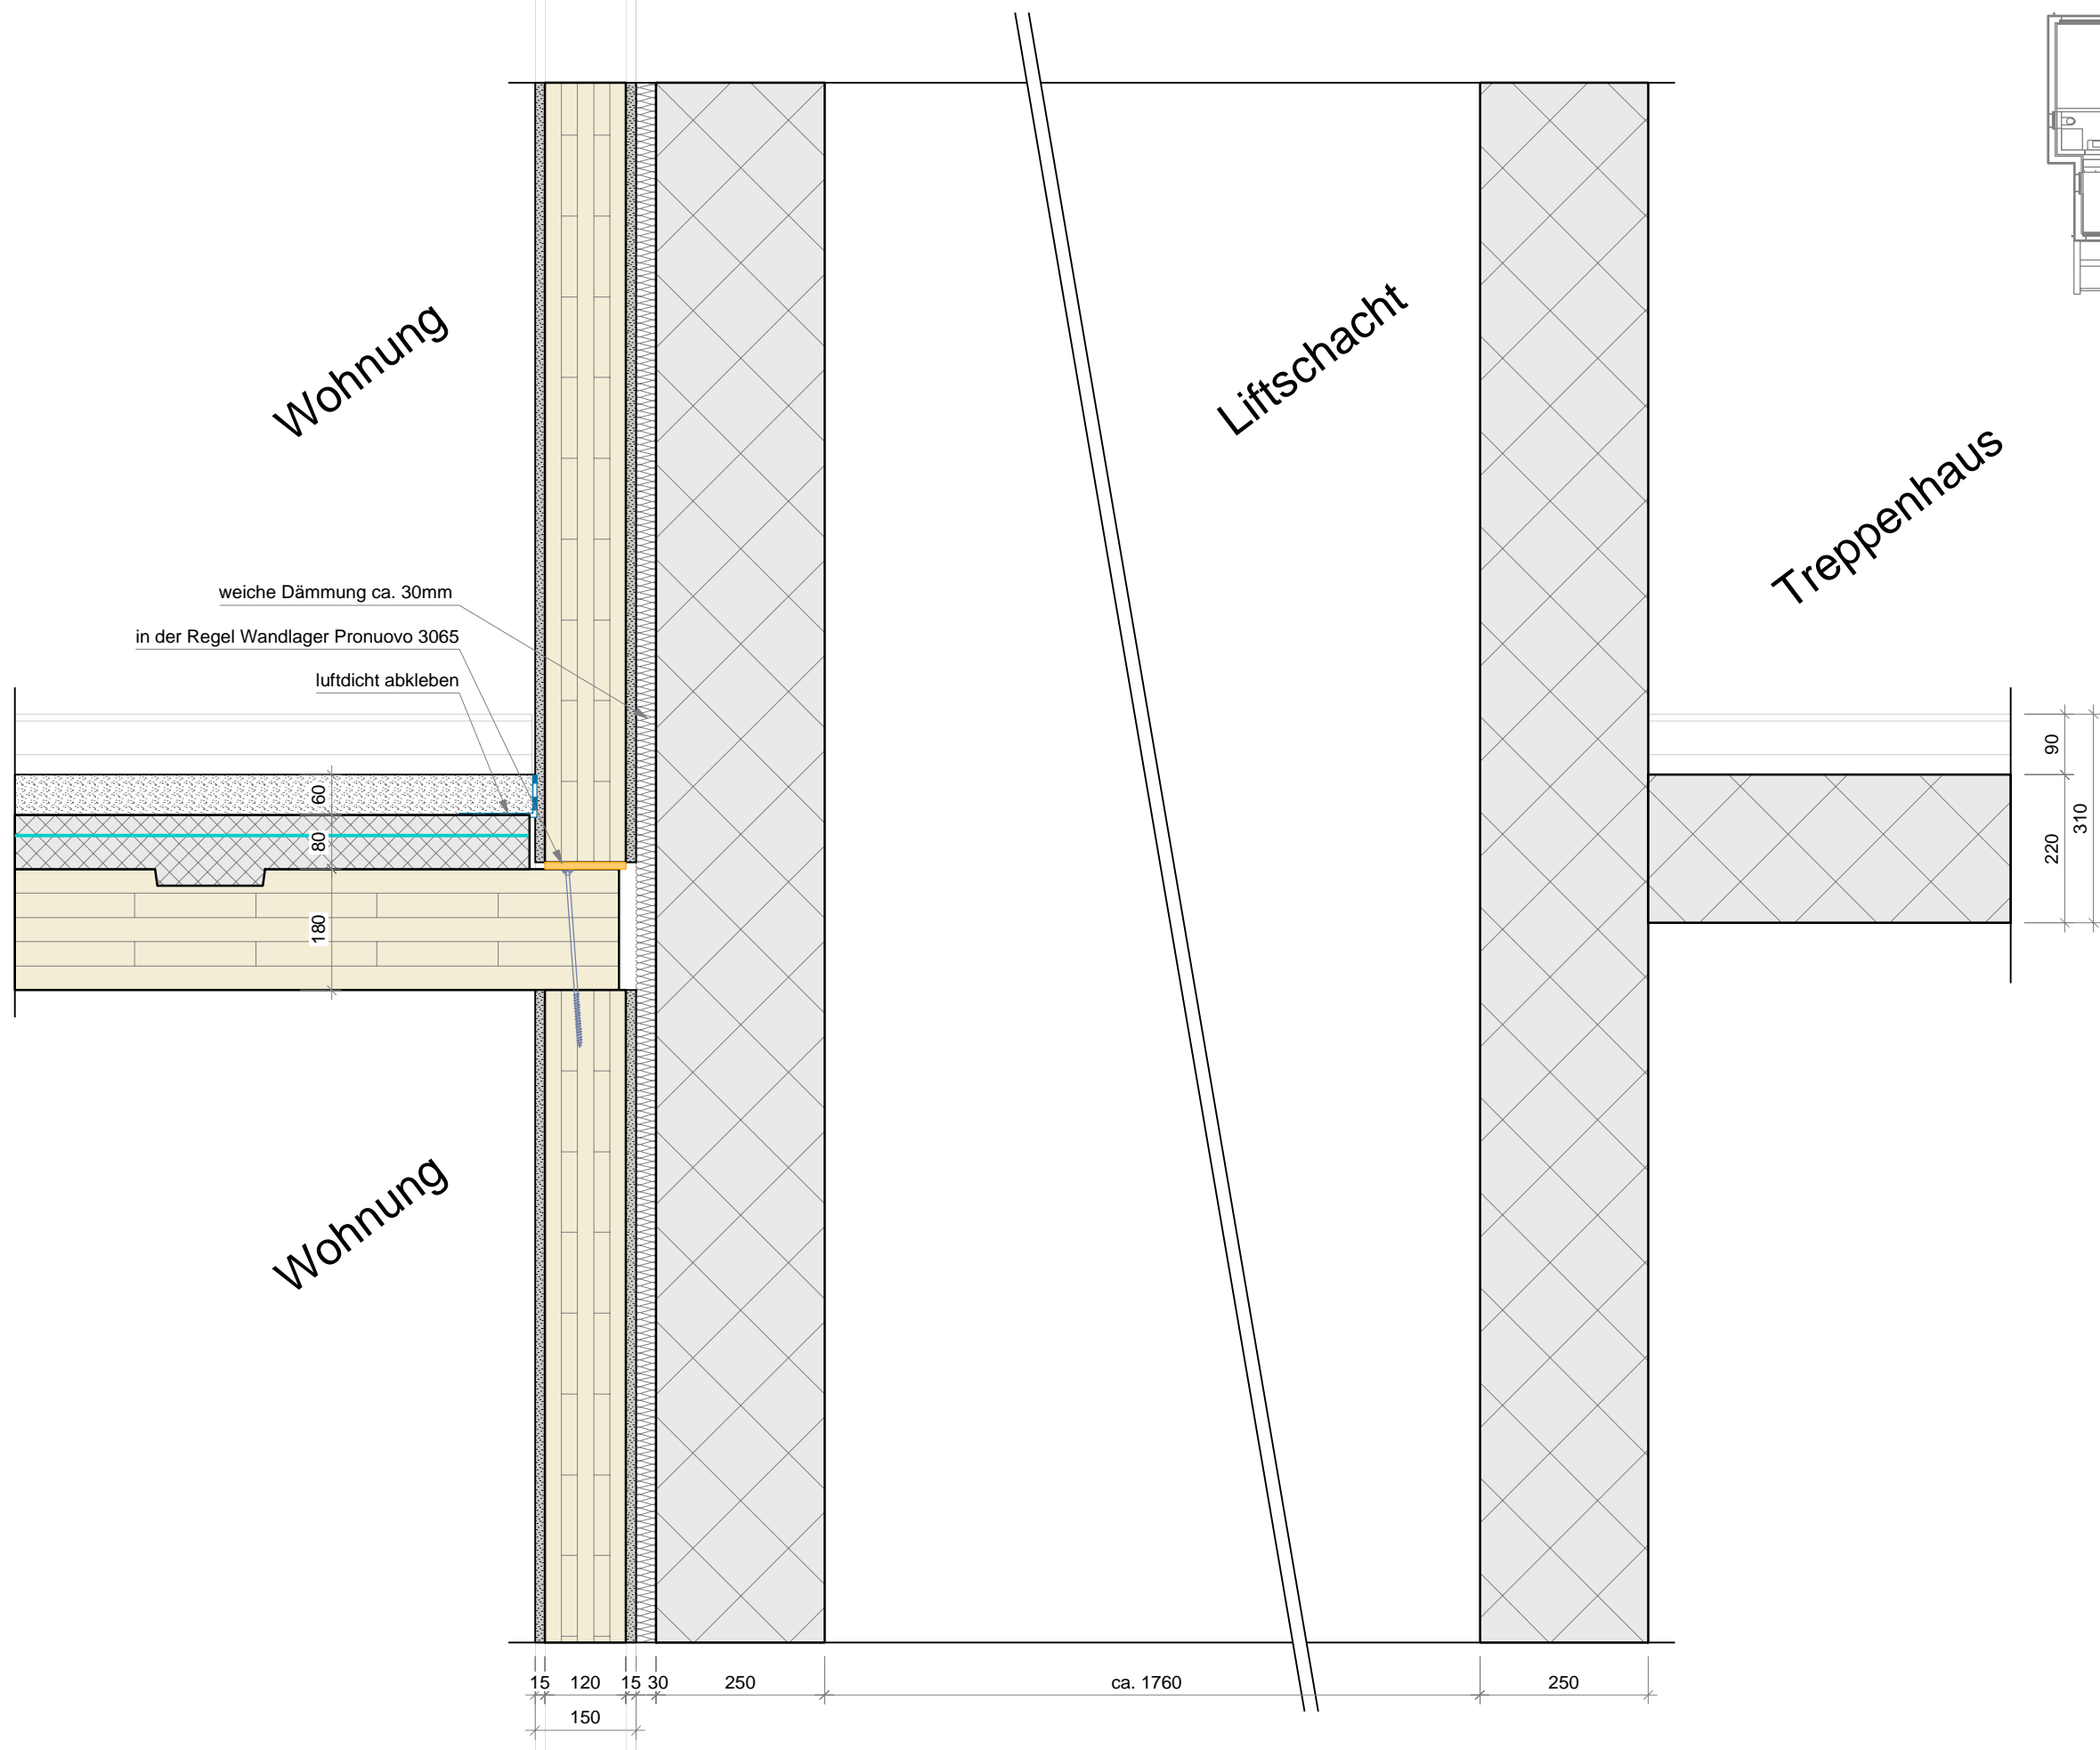 Wohnung
Liftschacht
Treppenhaus
weiche Dämmung ca. 30mm
in der Regel Wandlager Pronuovo 3065
luftdicht abkleben
60
80
180
90
220
310
Wohnung
15 120 15 30 250 ca. 1760 250
150